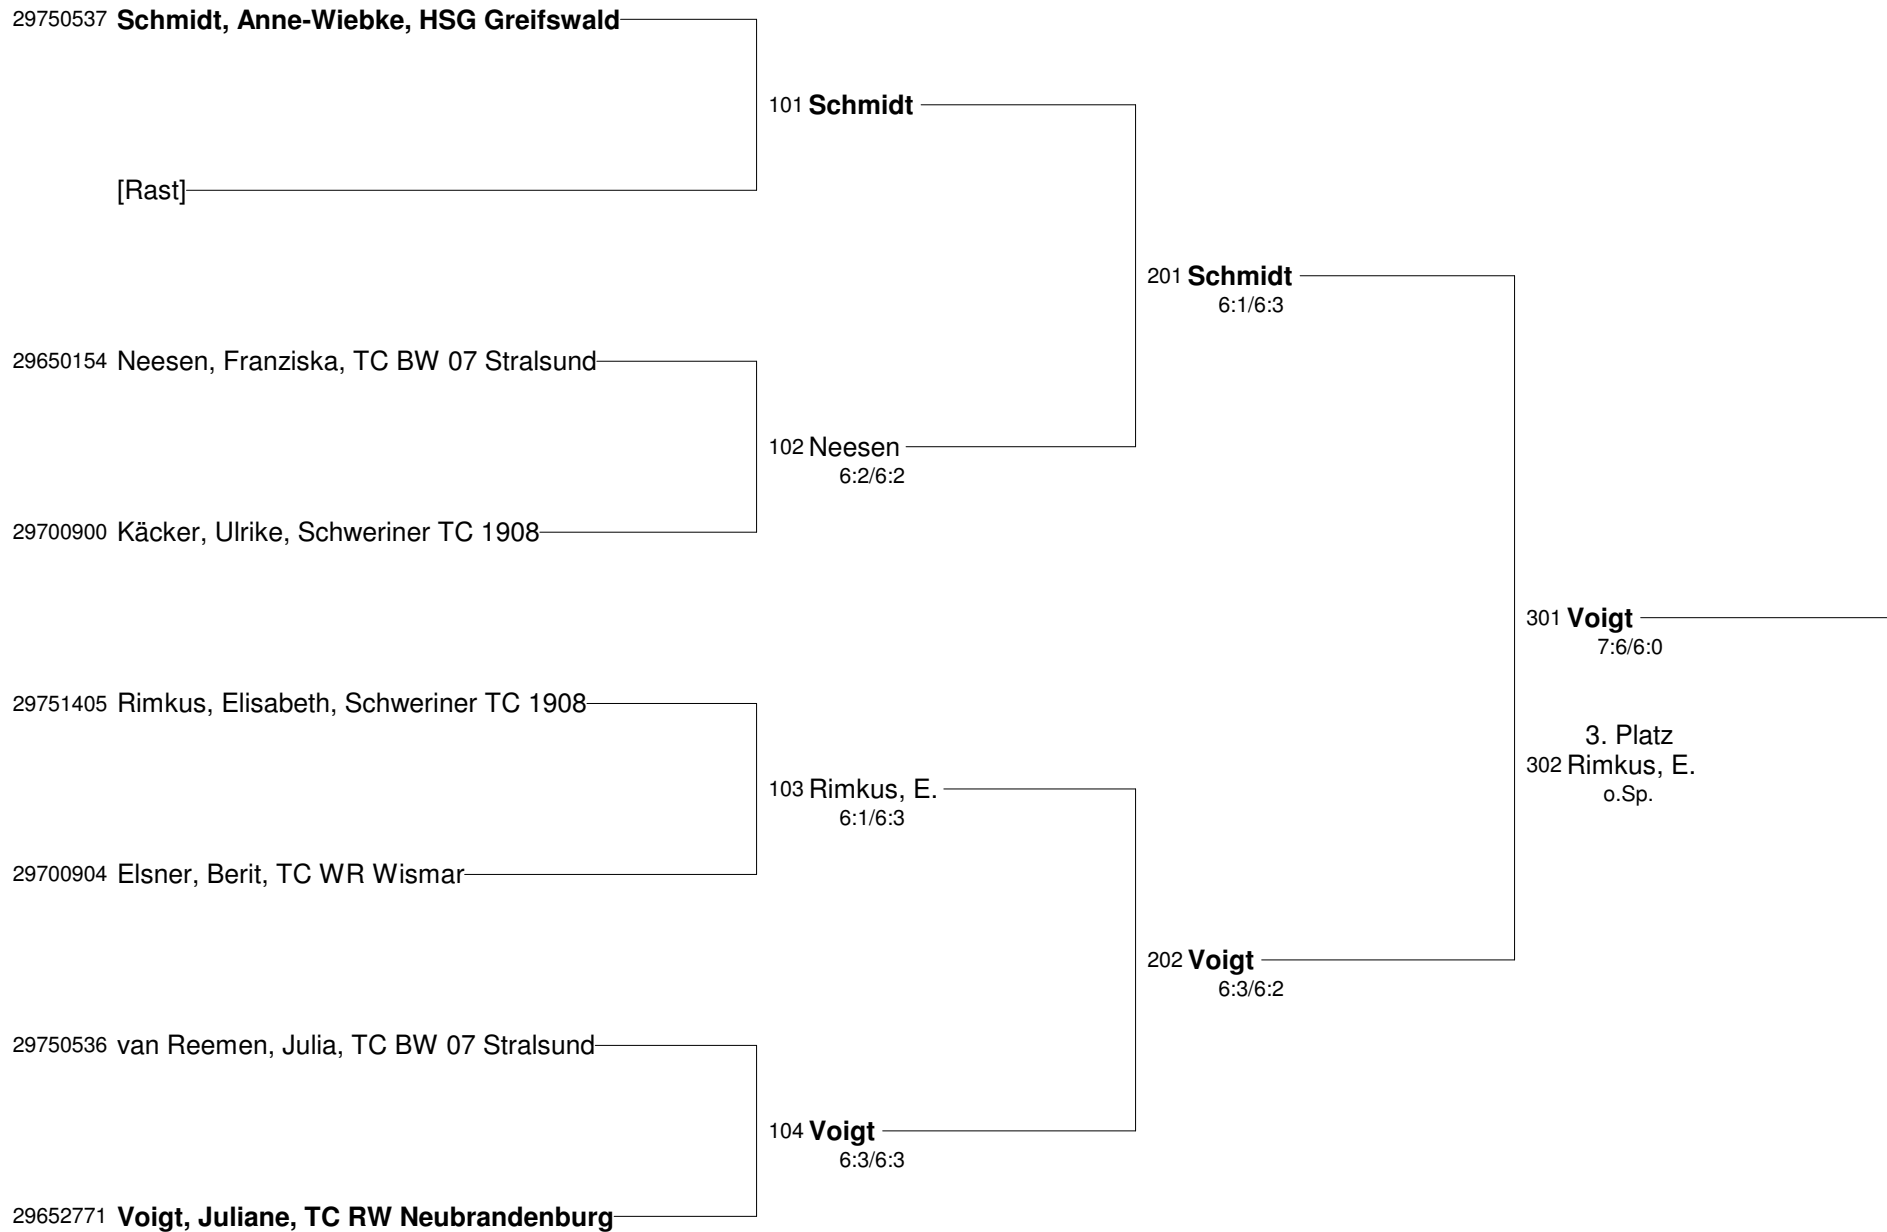 29750537 Schmidt, Anne-Wiebke, HSG Greifswald
101 Schmidt
[Rast]
201 Schmidt
6:1/6:3
29650154 Neesen, Franziska, TC BW 07 Stralsund
102 Neesen
6:2/6:2
29700900 Käcker, Ulrike, Schweriner TC 1908
301 Voigt
7:6/6:0
29751405 Rimkus, Elisabeth, Schweriner TC 1908
3. Platz
302 Rimkus, E.
o.Sp.
103 Rimkus, E.
6:1/6:3
29700904 Elsner, Berit, TC WR Wismar
202 Voigt
6:3/6:2
29750536 van Reemen, Julia, TC BW 07 Stralsund
104 Voigt
6:3/6:3
29652771 Voigt, Juliane, TC RW Neubrandenburg